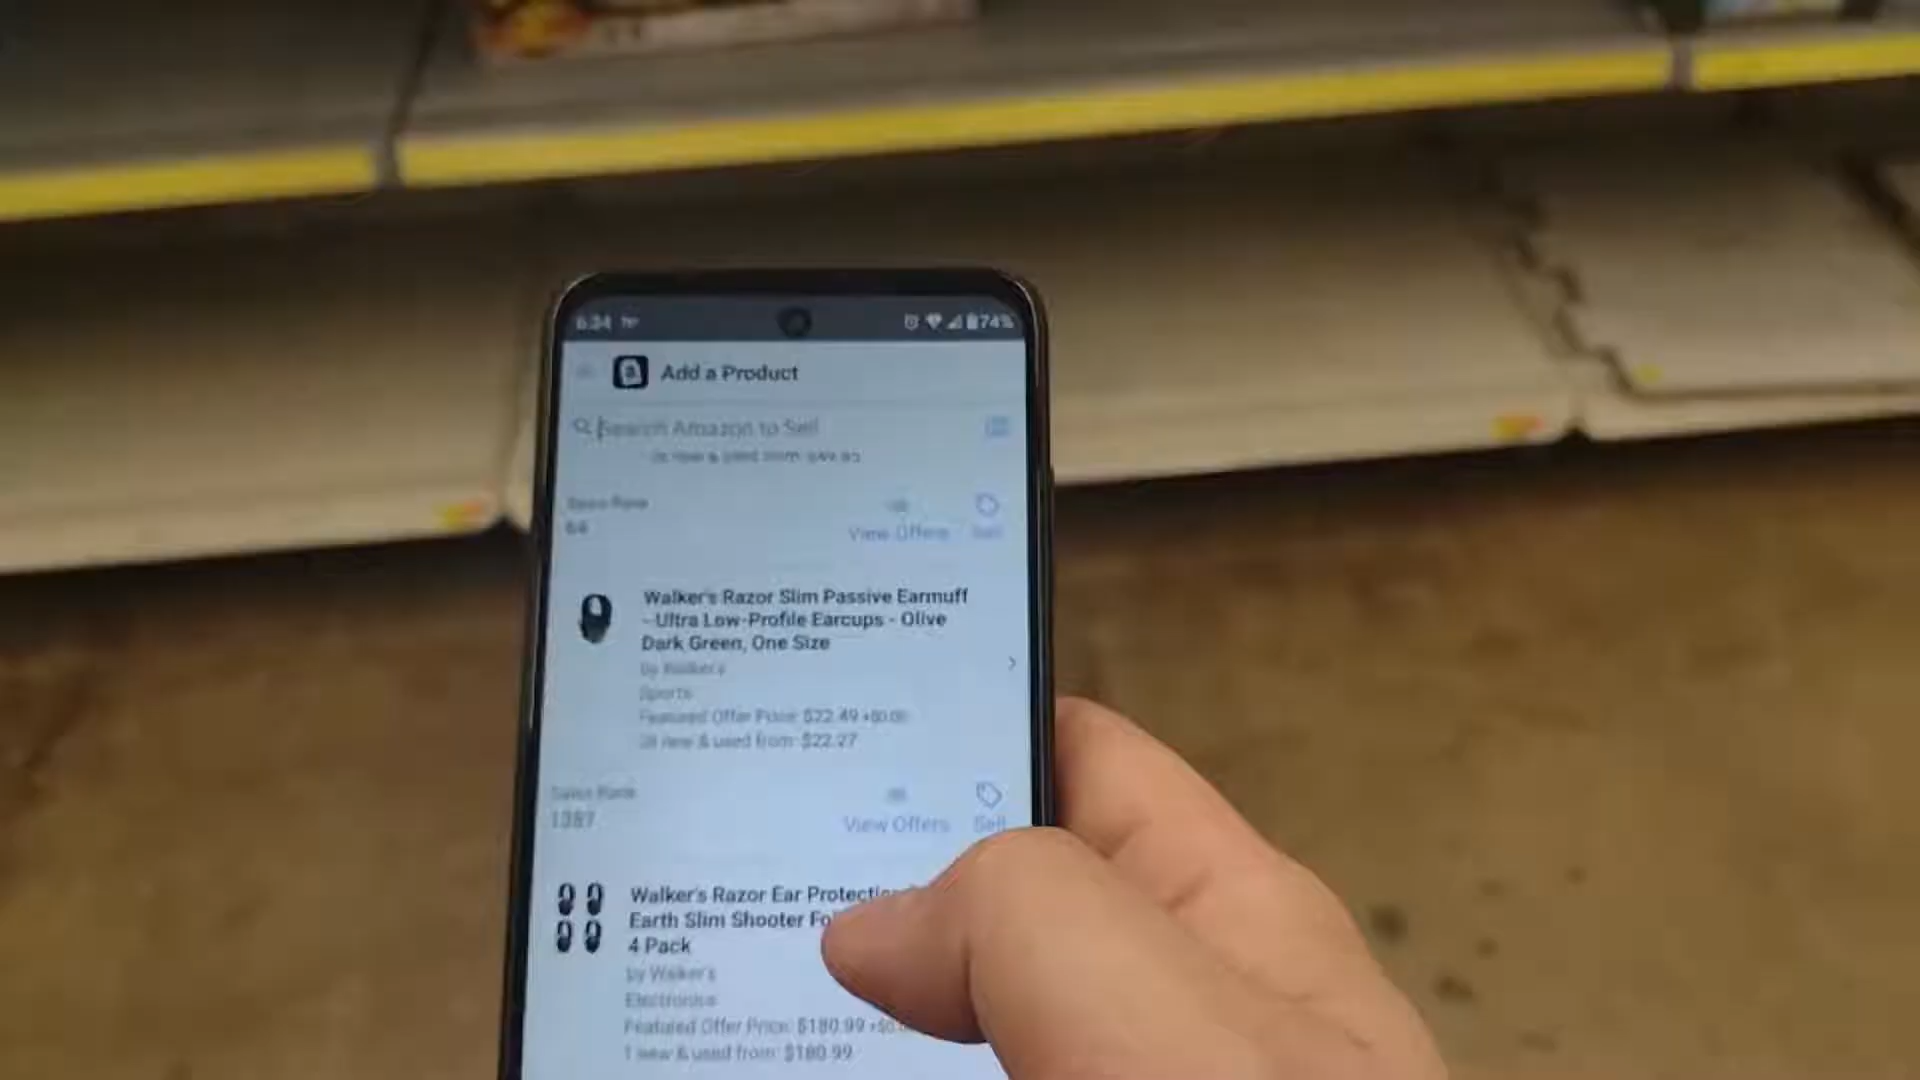 6:34 74%
Add a Product
Search Amazon to Sell
new & used from: $49.95
Sales Rank
64
View Offers Sell
Walker's Razor Slim Passive Earmuff
- Ultra Low-Profile Earcups - Olive
Dark Green, One Size
by Walker's
Sports
Featured Offer Price: $22.49 +$0.00
new & used from: $22.27
Sales Rank
1387
View Offers Sell
Walker's Razor Ear Protection
Earth Slim Shooter
4 Pack
by Walker's
Electronics
Featured Offer Price: $180.99
1 new & used from: $180.99